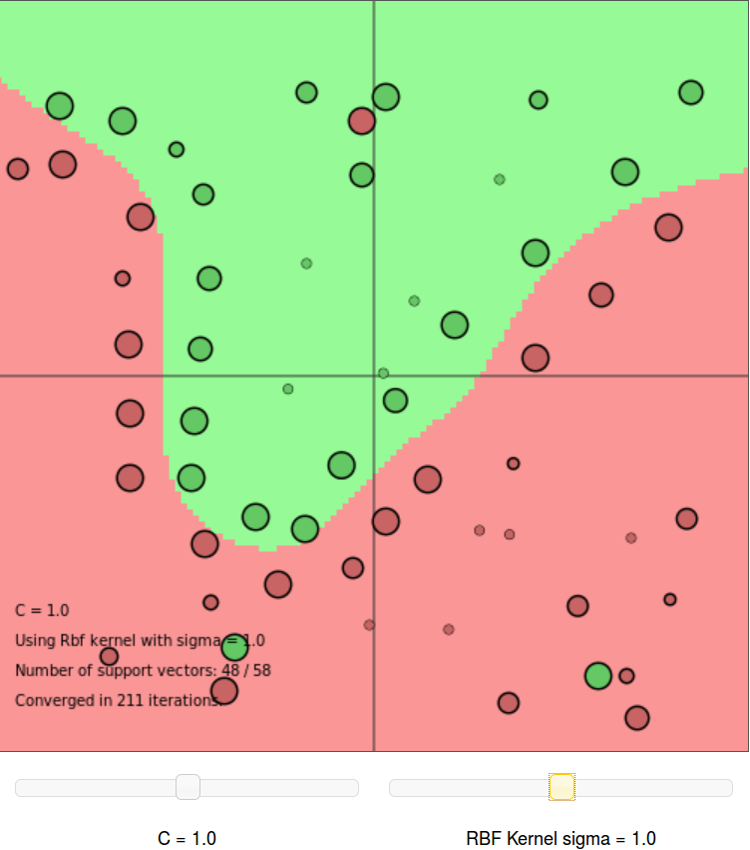 C = 1.0
Using Rbf kernel with sigma = 1.0
Number of support vectors: 48 / 58
Converged in 211 iterations.
C = 1.0
RBF Kernel sigma = 1.0